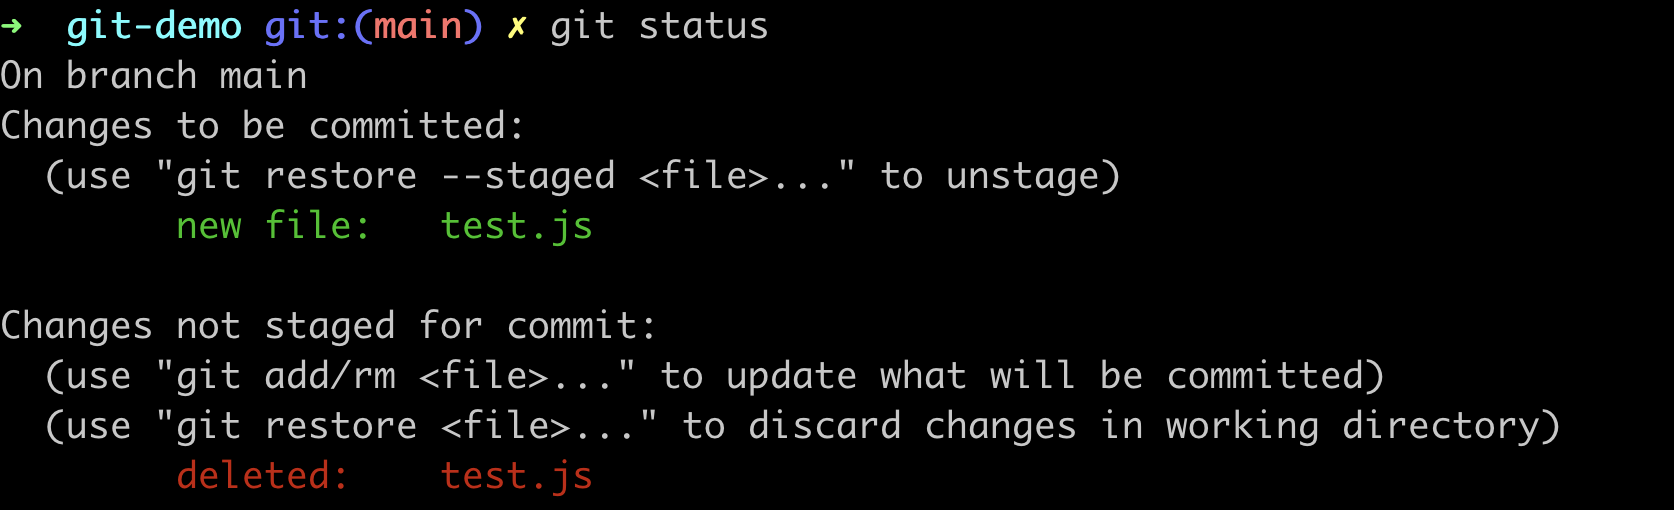 ➜  git-demo git:(main) ✗ git status
On branch main
Changes to be committed:
  (use "git restore --staged <file>..." to unstage)
        new file:   test.js

Changes not staged for commit:
  (use "git add/rm <file>..." to update what will be committed)
  (use "git restore <file>..." to discard changes in working directory)
        deleted:    test.js